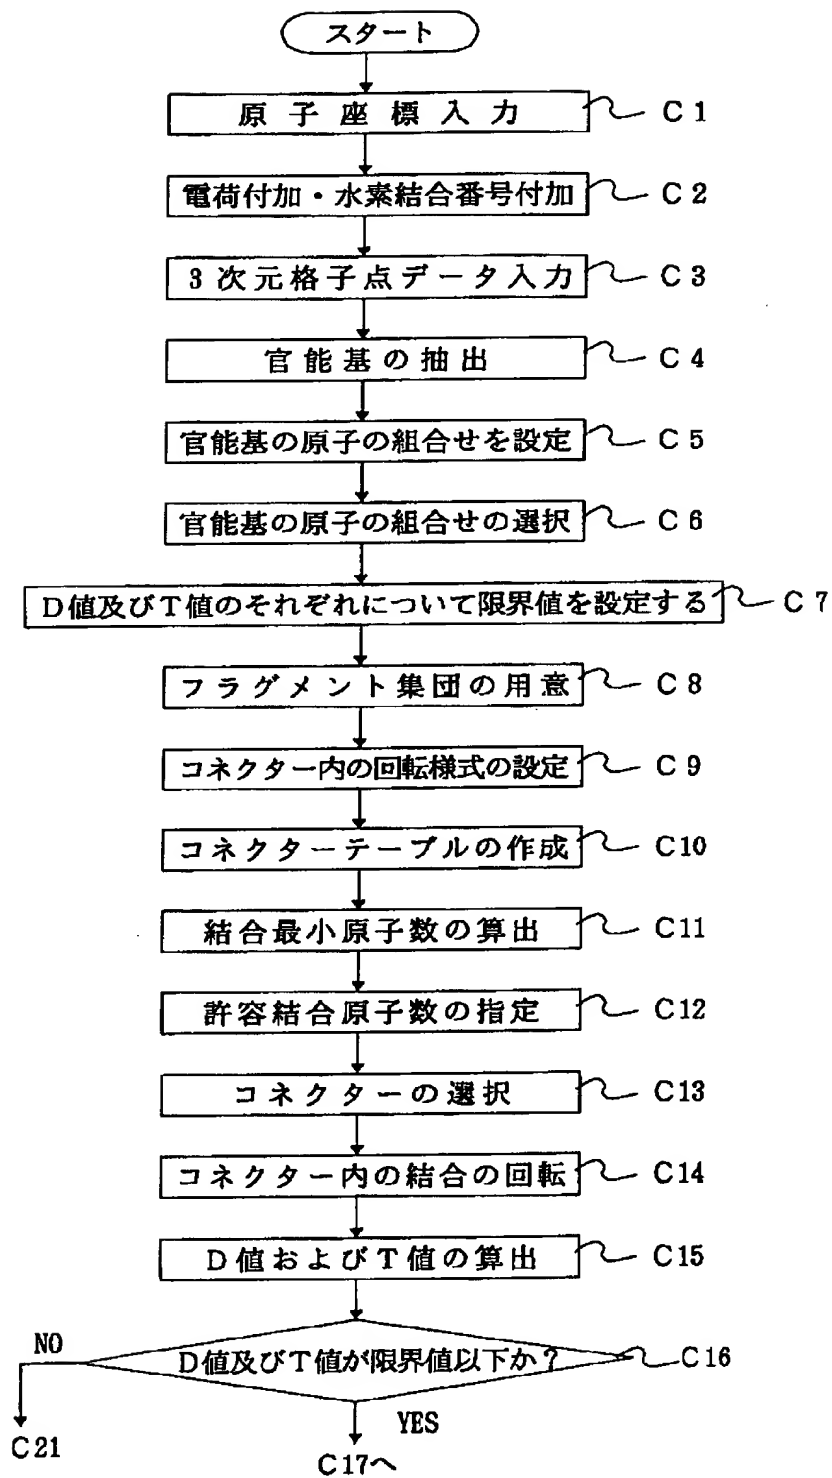 スタート
原子座標入力 C1
電荷付加・水素結合番号付加 C2
3次元格子点データ入力 C3
官能基の抽出 C4
官能基の原子の組合せを設定 C5
官能基の原子の組合せの選択 C6
D値及びT値のそれぞれについて限界値を設定する C7
フラグメント集団の用意 C8
コネクター内の回転様式の設定 C9
コネクターテーブルの作成 C10
結合最小原子数の算出 C11
許容結合原子数の指定 C12
コネクターの選択 C13
コネクター内の結合の回転 C14
D値およびT値の算出 C15
NO
D値及びT値が限界値以下か? C16
YES
C21
C17へ